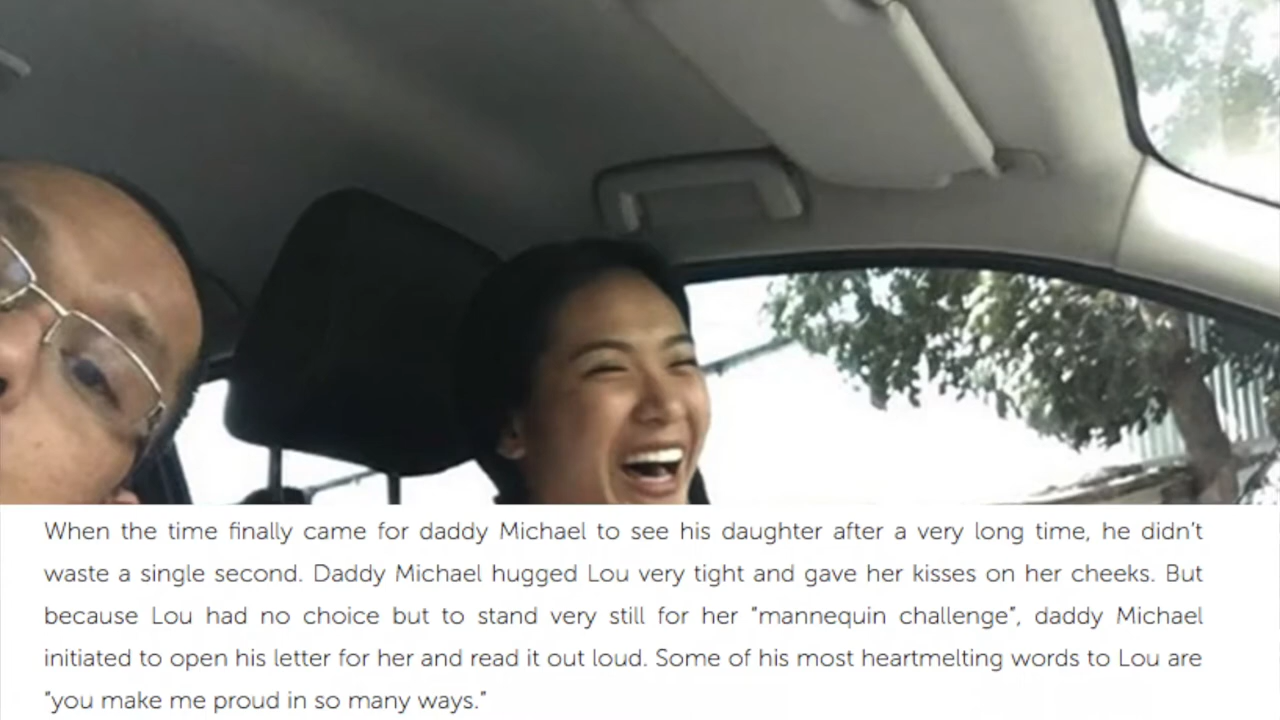 When the time finally came for daddy Michael to see his daughter after a very long time, he didn’t
waste a single second. Daddy Michael hugged Lou very tight and gave her kisses on her cheeks. But
because Lou had no choice but to stand very still for her “mannequin challenge”, daddy Michael
initiated to open his letter for her and read it out loud. Some of his most heartmelting words to Lou are
“you make me proud in so many ways.”